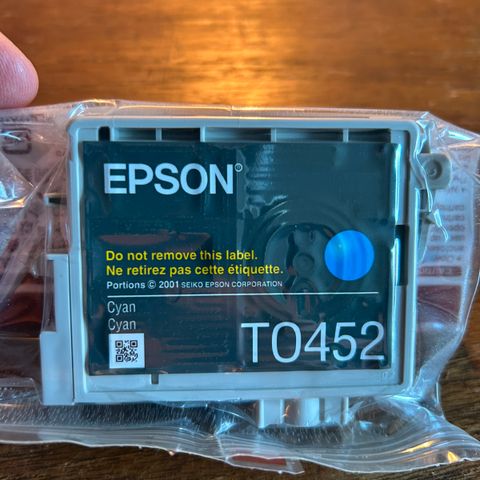 EPSON®
Do not remove this label.
Ne retirez pas cette étiquette.
Portions © 2001 SEIKO EPSON CORPORATION
Cyan
Cyan
T0452